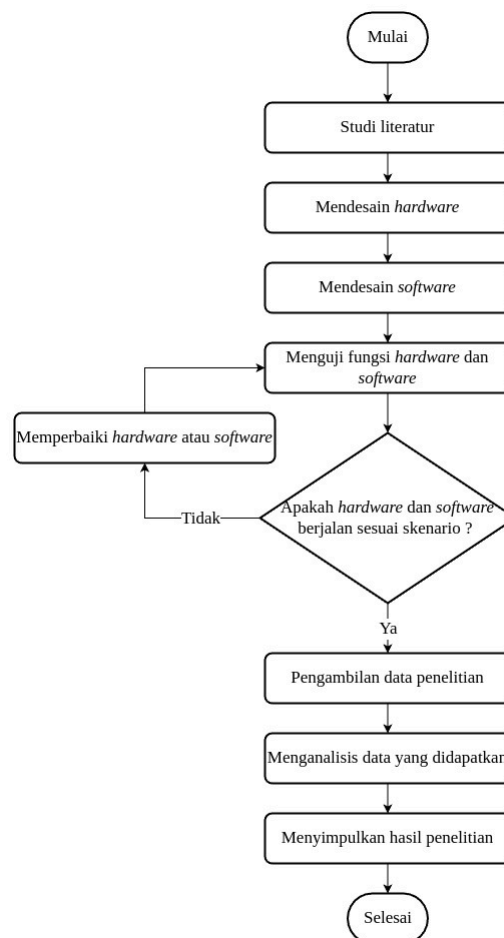 Mulai
Studi literatur
Mendesain hardware
Mendesain software
Menguji fungsi hardware dan
software
Memperbaiki hardware atau software
Apakah hardware dan software
berjalan sesuai skenario ?
Tidak
Ya
Pengambilan data penelitian
Menganalisis data yang didapatkan
Menyimpulkan hasil penelitian
Selesai